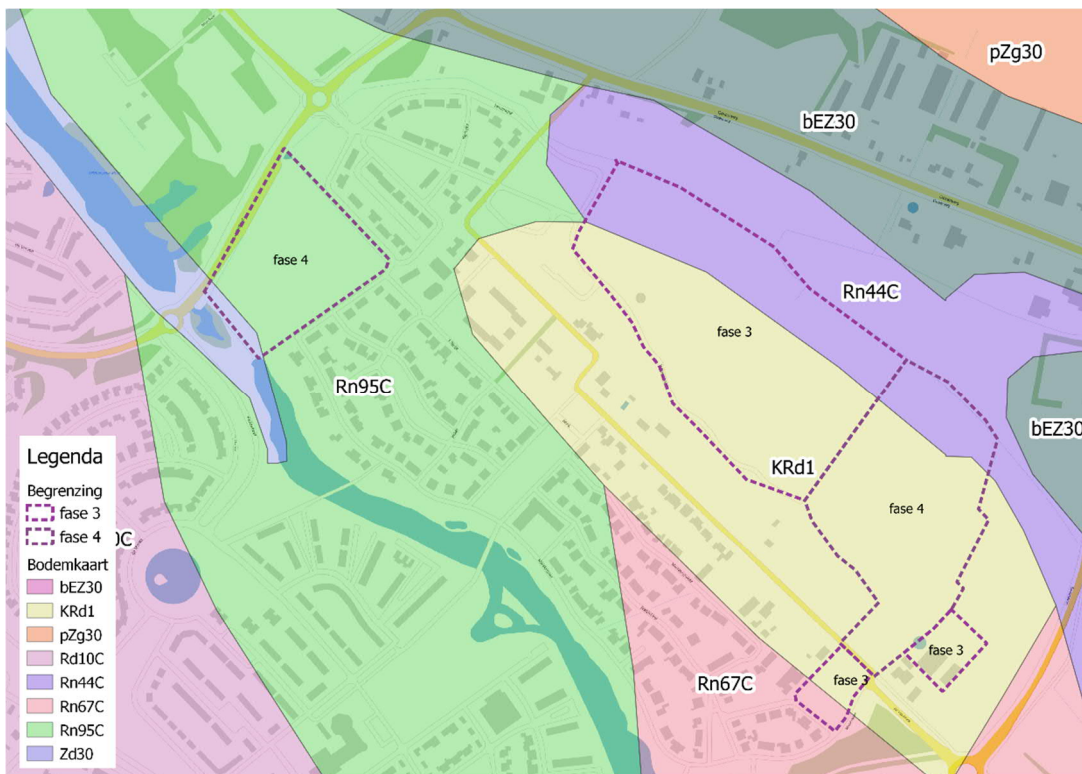 pZg30
bEZ30
fase 4
Rn44C
fase 3
Rn95C
bEZ30
KRd1
fase 4
fase 3
fase 3
Rn67C
0C
Legenda
Begrenzing
fase 3
fase 4
Bodemkaart
bEZ30
KRd1
pZg30
Rd10C
Rn44C
Rn67C
Rn95C
Zd30